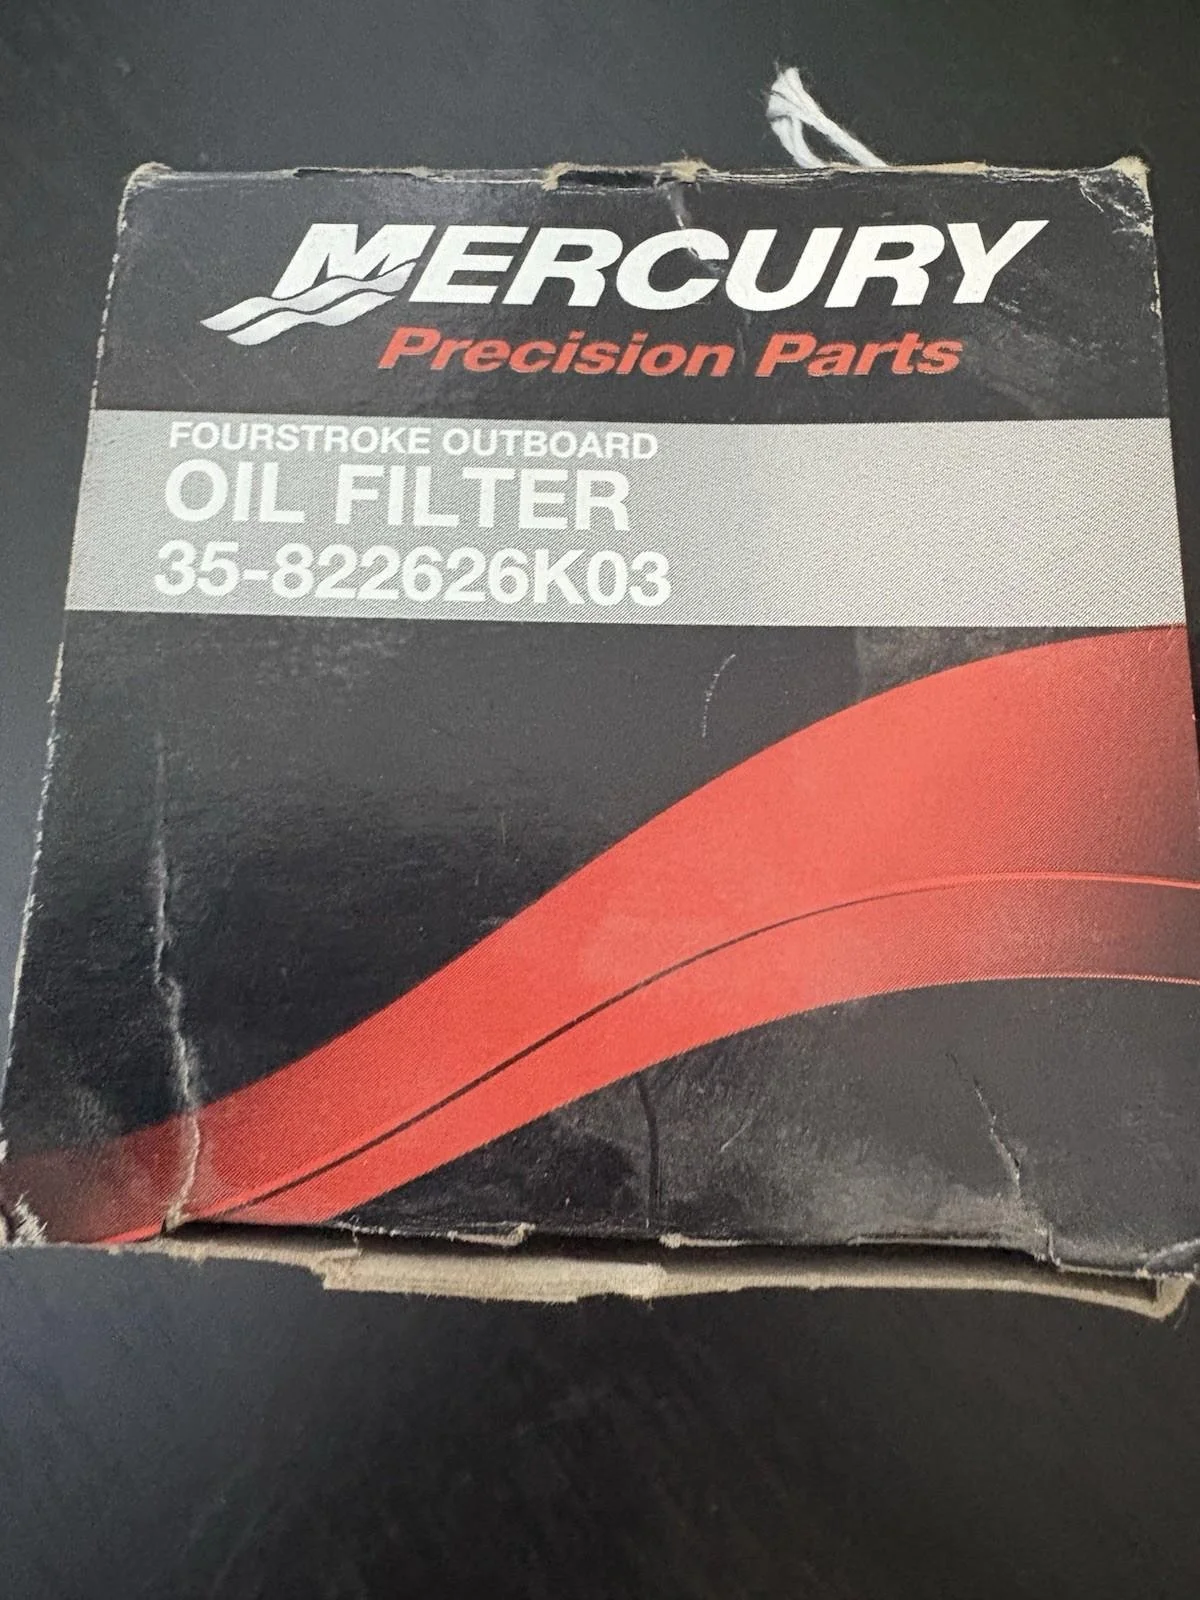 MERCURY
Precision Parts
FOURSTROKE OUTBOARD
OIL FILTER
35-822626K03